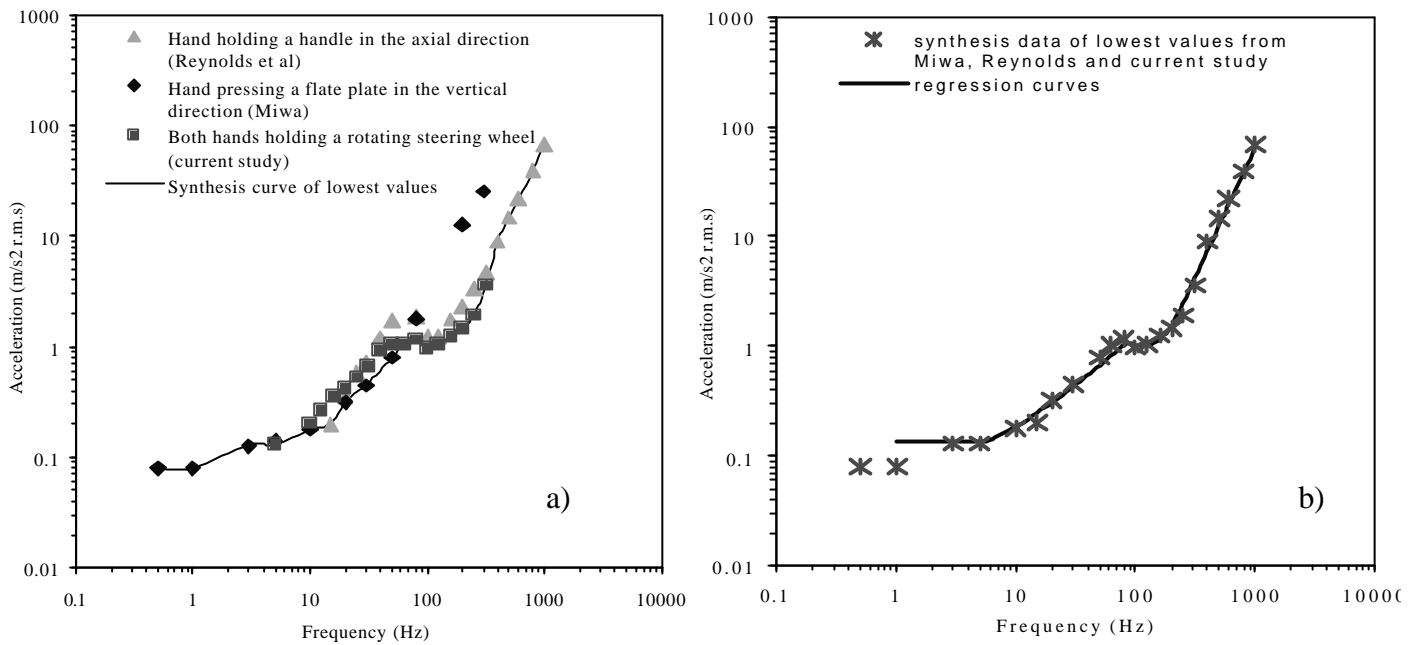 1000
100
10
1
0.1
0.01
Acceleration (m/s2 r.m.s)
Hand holding a handle in the axial direction
(Reynolds et al)
Hand pressing a flate plate in the vertical
direction (Miwa)
Both hands holding a rotating steering wheel
(current study)
Synthesis curve of lowest values
a)
0.1 1 10 100 1000 10000
Frequency (Hz)
1000
100
10
1
0.1
0.01
Acceleration (m/s2 r.m.s)
synthesis data of lowest values from
Miwa, Reynolds and current study
regression curves
b)
0.1 1 10 100 1000 10000
Frequency (Hz)